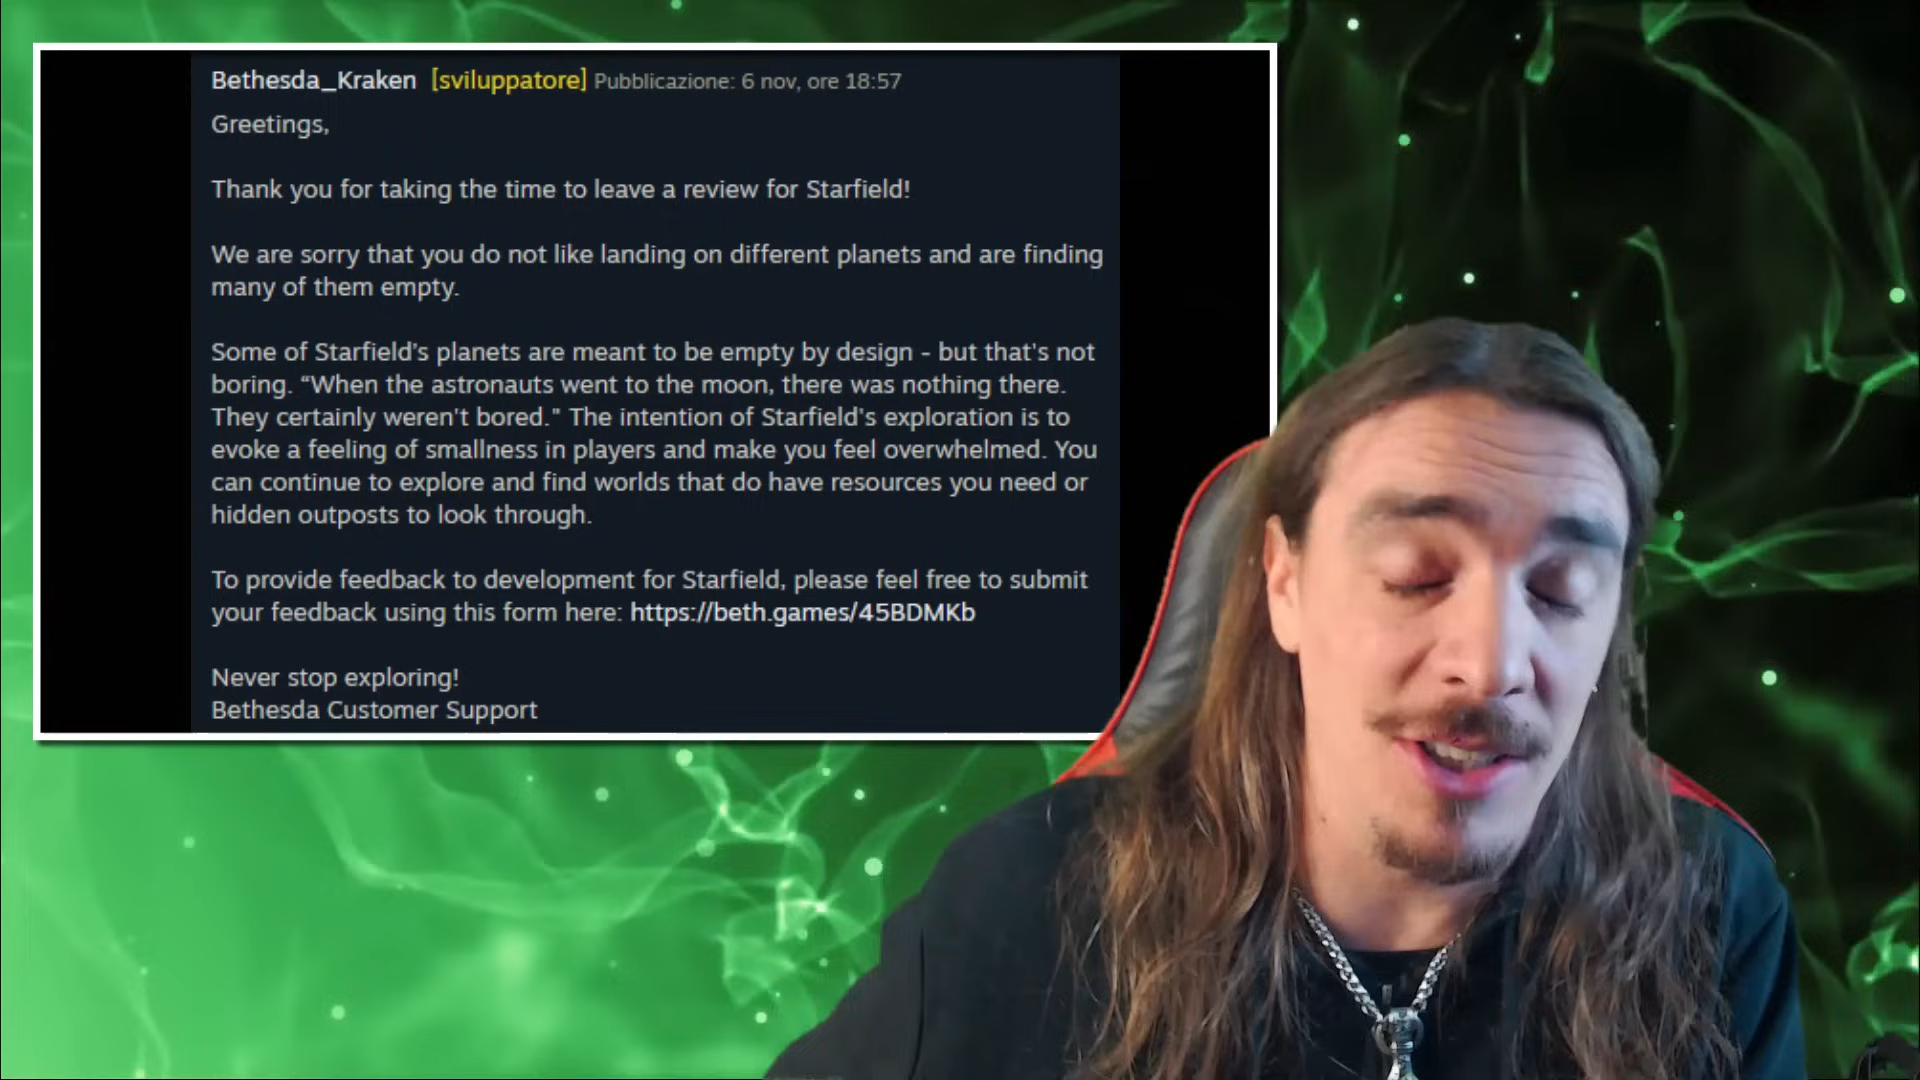 Bethesda_Kraken [sviluppatore] Pubblicazione: 6 nov, ore 18:57
Greetings,
Thank you for taking the time to leave a review for Starfield!
We are sorry that you do not like landing on different planets and are finding
many of them empty.
Some of Starfield's planets are meant to be empty by design - but that's not
boring. “When the astronauts went to the moon, there was nothing there.
They certainly weren't bored." The intention of Starfield's exploration is to
evoke a feeling of smallness in players and make you feel overwhelmed. You
can continue to explore and find worlds that do have resources you need or
hidden outposts to look through.
To provide feedback to development for Starfield, please feel free to submit
your feedback using this form here: https://beth.games/45BDMKb
Never stop exploring!
Bethesda Customer Support